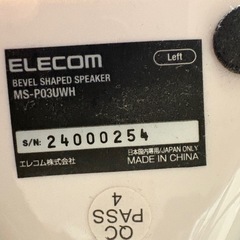 ELECOM
Left
BEVEL SHAPED SPEAKER
MS-P03UWH
S/N: 24000254
日本国内専用/JAPAN ONLY
エレコム株式会社
MADE IN CHINA
QC
PASS
4